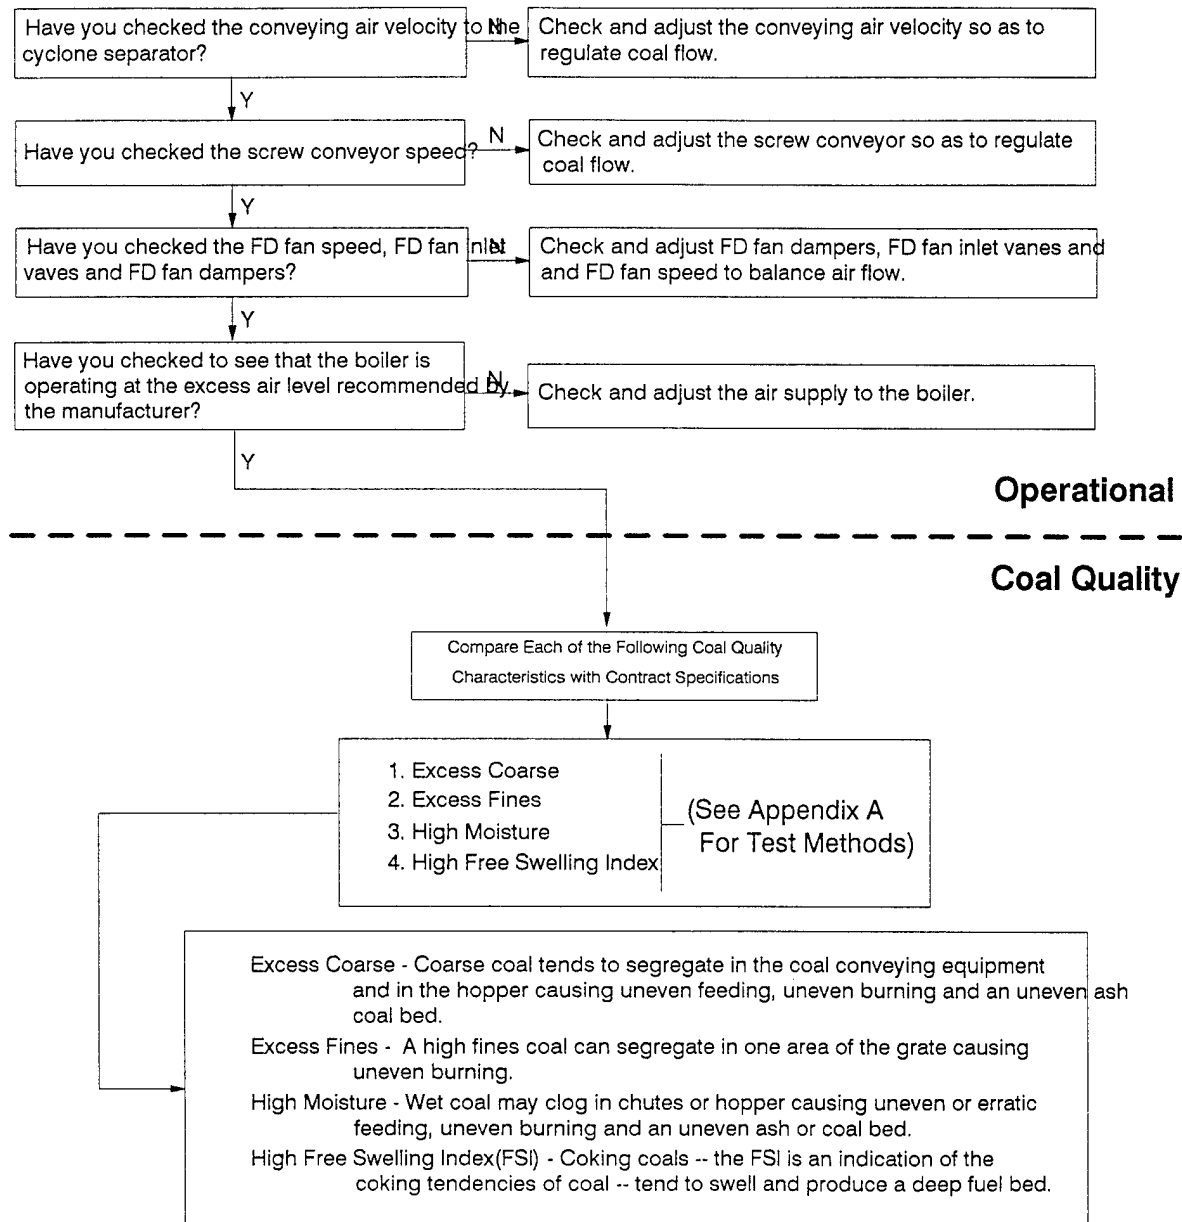 Have you checked the conveying air velocity to the
cyclone separator?
N
Check and adjust the conveying air velocity so as to
regulate coal flow.
Y
Have you checked the screw conveyor speed?
N
Check and adjust the screw conveyor so as to regulate
coal flow.
Y
Have you checked the FD fan speed, FD fan inlet
vaves and FD fan dampers?
N
Check and adjust FD fan dampers, FD fan inlet vanes and
and FD fan speed to balance air flow.
Y
Have you checked to see that the boiler is
operating at the excess air level recommended by
the manufacturer?
N
Check and adjust the air supply to the boiler.
Y
Operational
Coal Quality
Compare Each of the Following Coal Quality
Characteristics with Contract Specifications
1. Excess Coarse
2. Excess Fines
3. High Moisture
4. High Free Swelling Index
(See Appendix A
For Test Methods)
Excess Coarse - Coarse coal tends to segregate in the coal conveying equipment
and in the hopper causing uneven feeding, uneven burning and an uneven ash
coal bed.
Excess Fines - A high fines coal can segregate in one area of the grate causing
uneven burning.
High Moisture - Wet coal may clog in chutes or hopper causing uneven or erratic
feeding, uneven burning and an uneven ash or coal bed.
High Free Swelling Index(FSI) - Coking coals -- the FSI is an indication of the
coking tendencies of coal -- tend to swell and produce a deep fuel bed.